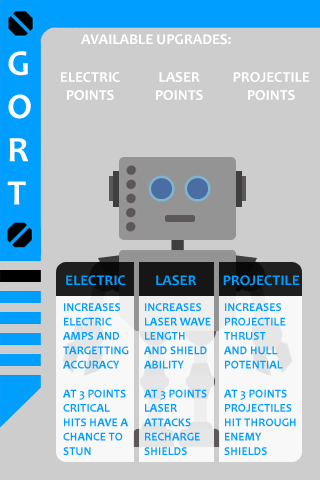 GORT
AVAILABLE UPGRADES:
ELECTRIC POINTS
LASER POINTS
PROJECTILE POINTS
ELECTRIC
INCREASES
ELECTRIC
AMPS AND
TARGETTING
ACCURACY
AT 3 POINTS
CRITICAL
HITS HAVE A
CHANCE TO
STUN
LASER
INCREASES
LASER WAVE
LENGTH
AND SHIELD
ABILITY
AT 3 POINTS
LASER
ATTACKS
RECHARGE
SHIELDS
PROJECTILE
INCREASES
PROJECTILE
THRUST
AND HULL
POTENTIAL
AT 3 POINTS
PROJECTILES
HIT THROUGH
ENEMY
SHIELDS